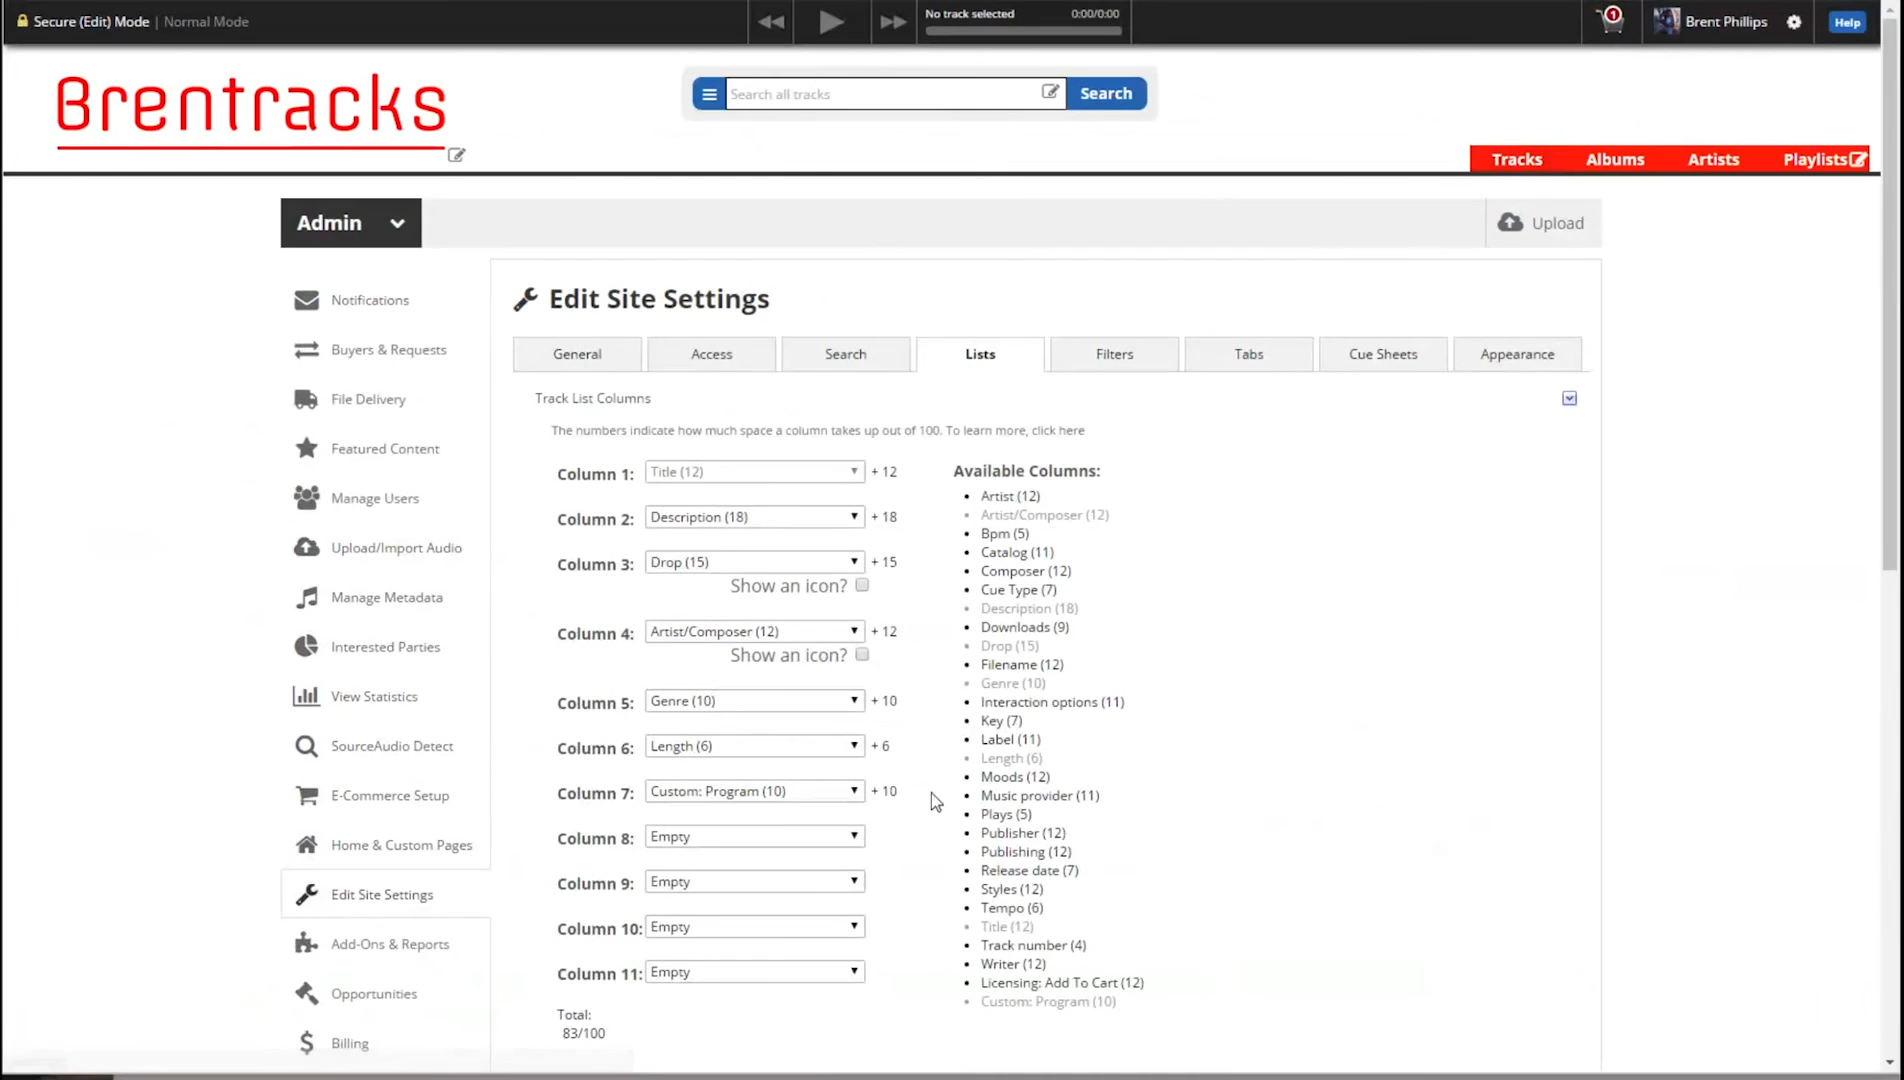 Secure (Edit) Mode | Normal Mode
No track selected 0:00/0:00
1
Brent Phillips
Help
Brentracks
Search all tracks
Search
Tracks Albums Artists Playlists
Admin
Upload
Notifications
Buyers & Requests
File Delivery
Featured Content
Manage Users
Upload/Import Audio
Manage Metadata
Interested Parties
View Statistics
SourceAudio Detect
E-Commerce Setup
Home & Custom Pages
Edit Site Settings
Add-Ons & Reports
Opportunities
Billing
Edit Site Settings
General Access Search Lists Filters Tabs Cue Sheets Appearance
Track List Columns
The numbers indicate how much space a column takes up out of 100. To learn more, click here
Column 1: Title (12) + 12
Column 2: Description (18) + 18
Column 3: Drop (15) + 15
Show an icon?
Column 4: Artist/Composer (12) + 12
Show an icon?
Column 5: Genre (10) + 10
Column 6: Length (6) + 6
Column 7: Custom: Program (10) + 10
Column 8: Empty
Column 9: Empty
Column 10: Empty
Column 11: Empty
Total:
83/100
Available Columns:
Artist (12)
Artist/Composer (12)
Bpm (5)
Catalog (11)
Composer (12)
Cue Type (7)
Description (18)
Downloads (9)
Drop (15)
Filename (12)
Genre (10)
Interaction options (11)
Key (7)
Label (11)
Length (6)
Moods (12)
Music provider (11)
Plays (5)
Publisher (12)
Publishing (12)
Release date (7)
Styles (12)
Tempo (6)
Title (12)
Track number (4)
Writer (12)
Licensing: Add To Cart (12)
Custom: Program (10)